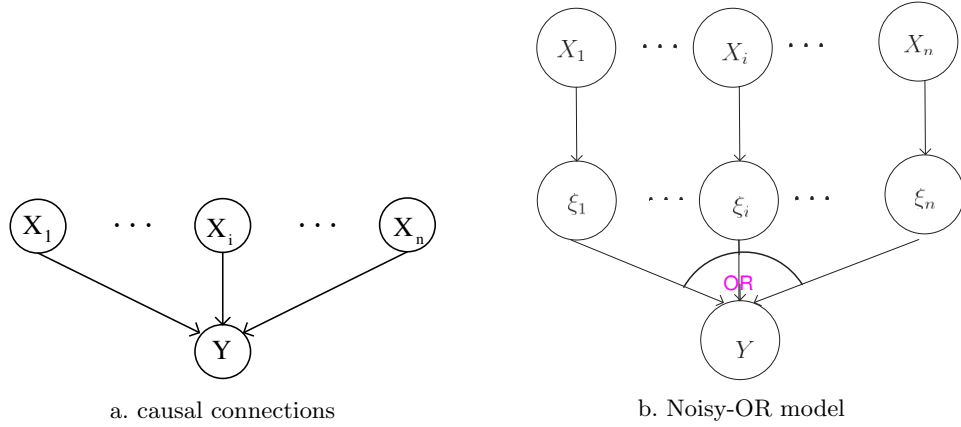 X₁ · · · Xᵢ · · · Xₙ
Y
a. causal connections
X₁ · · · Xᵢ · · · Xₙ
ξ₁ · · · ξᵢ · · · ξₙ
OR
Y
b. Noisy-OR model